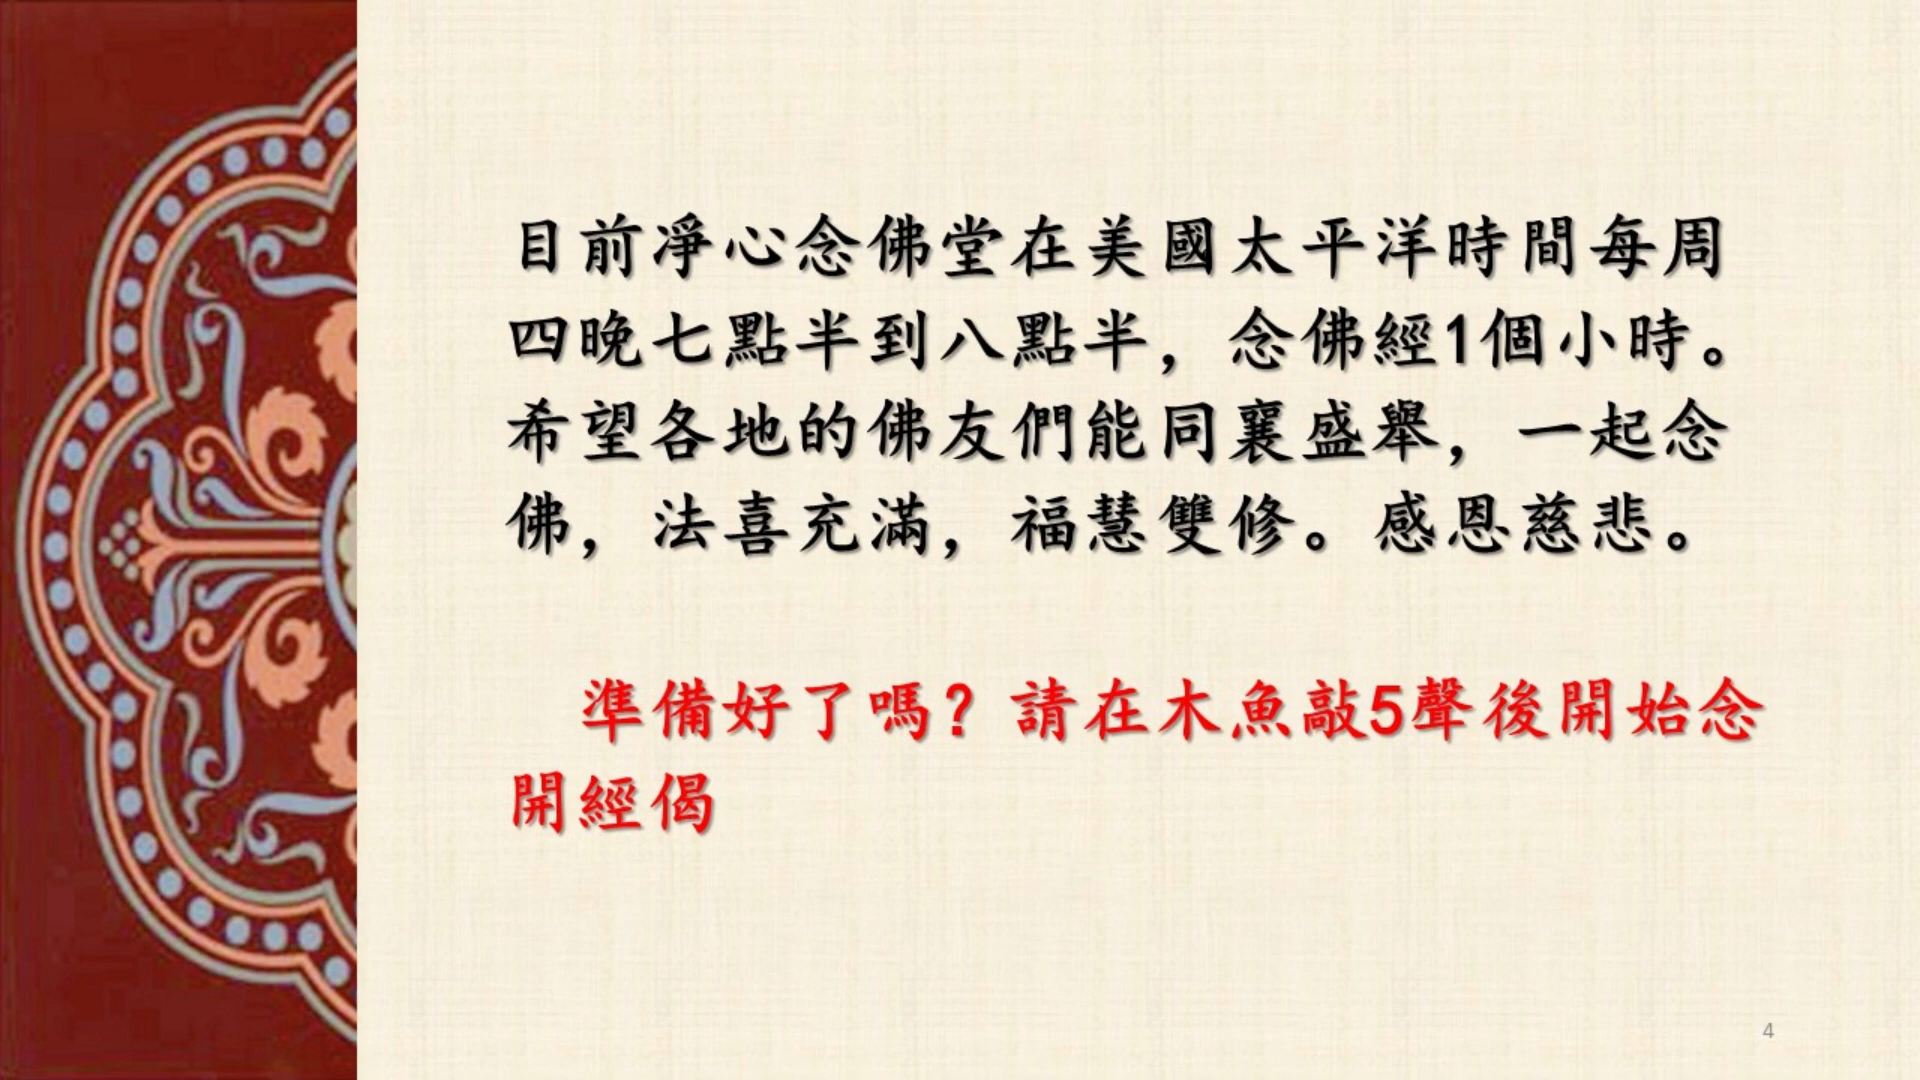 目前淨心念佛堂在美國太平洋時間每周
四晚七點半到八點半，念佛經1個小時。
希望各地的佛友們能同襄盛舉，一起念
佛，法喜充滿，福慧雙修。感恩慈悲。
準備好了嗎？請在木魚敲5聲後開始念
開經偈
4